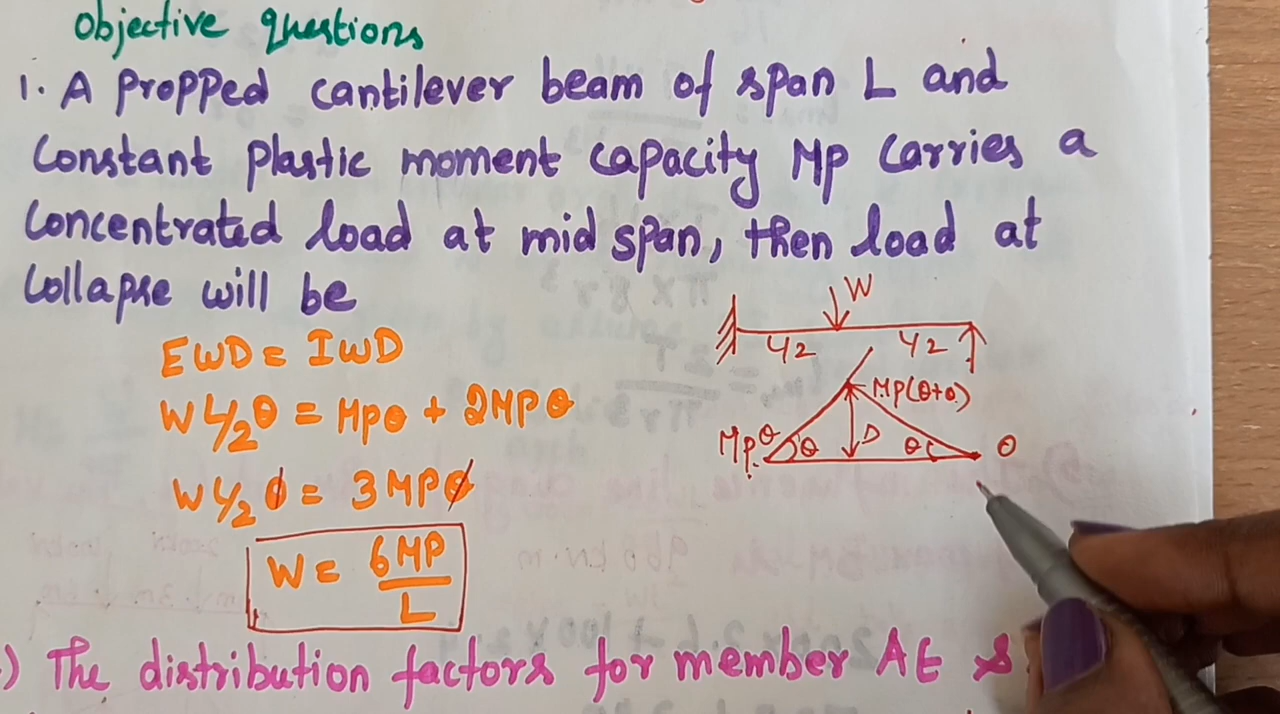 Objective questions
1. A propped cantilever beam of span L and
Constant plastic moment capacity MP carries a
Concentrated load at mid span, then load at
Collapse will be
W
L/2 L/2
EWD = IWD
MP(θ+θ)
W L/2 θ = MPθ + 2MPθ
MPθ θ D θ 0
W L/2 θ = 3MPθ
W = 6MP/L
) The distribution factors for member AE &